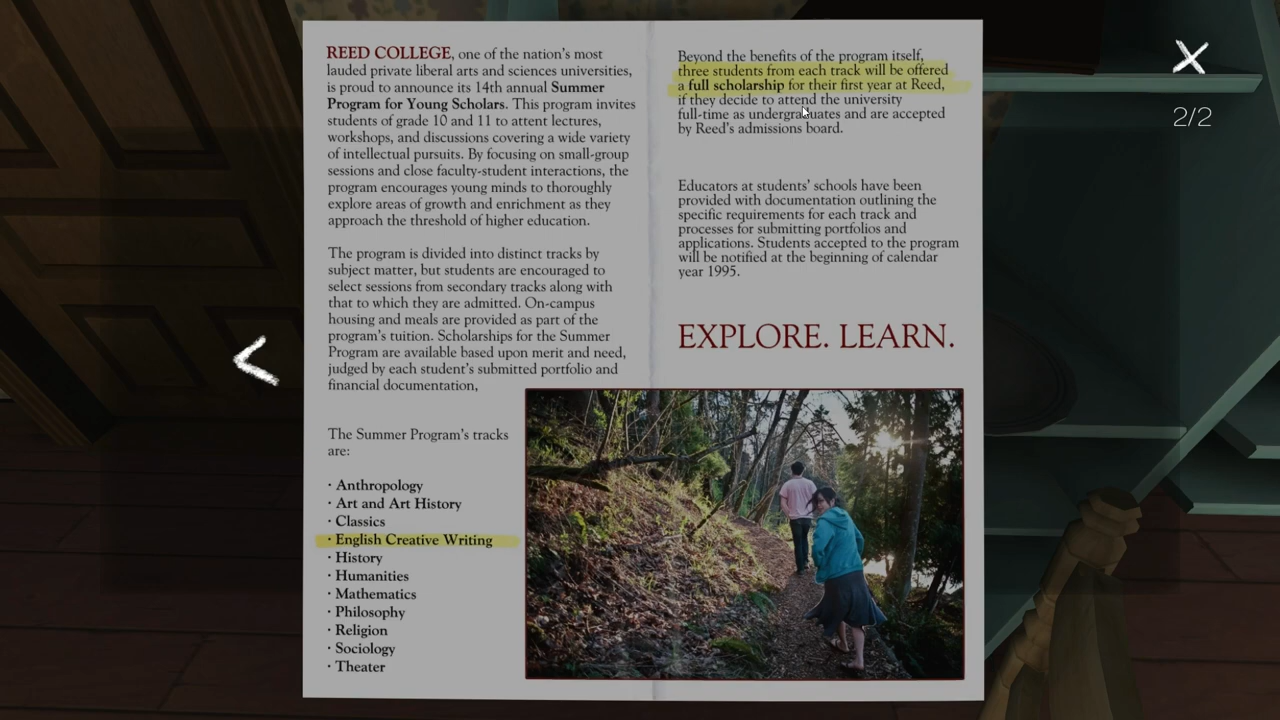 REED COLLEGE, one of the nation's most
lauded private liberal arts and sciences universities,
is proud to announce its 14th annual Summer
Program for Young Scholars. This program invites
students of grade 10 and 11 to attent lectures,
workshops, and discussions covering a wide variety
of intellectual pursuits. By focusing on small-group
sessions and close faculty-student interactions, the
program encourages young minds to thoroughly
explore areas of growth and enrichment as they
approach the threshold of higher education.
The program is divided into distinct tracks by
subject matter, but students are encouraged to
select sessions from secondary tracks along with
that to which they are admitted. On-campus
housing and meals are provided as part of the
program's tuition. Scholarships for the Summer
Program are available based upon merit and need,
judged by each student's submitted portfolio and
financial documentation,
The Summer Program's tracks
are:
· Anthropology
· Art and Art History
· Classics
· English Creative Writing
· History
· Humanities
· Mathematics
· Philosophy
· Religion
· Sociology
· Theater
Beyond the benefits of the program itself,
three students from each track will be offered
a full scholarship for their first year at Reed,
if they decide to attend the university
full-time as undergraduates and are accepted
by Reed's admissions board.
Educators at students' schools have been
provided with documentation outlining the
specific requirements for each track and
processes for submitting portfolios and
applications. Students accepted to the program
will be notified at the beginning of calendar
year 1995.
EXPLORE. LEARN.
2/2